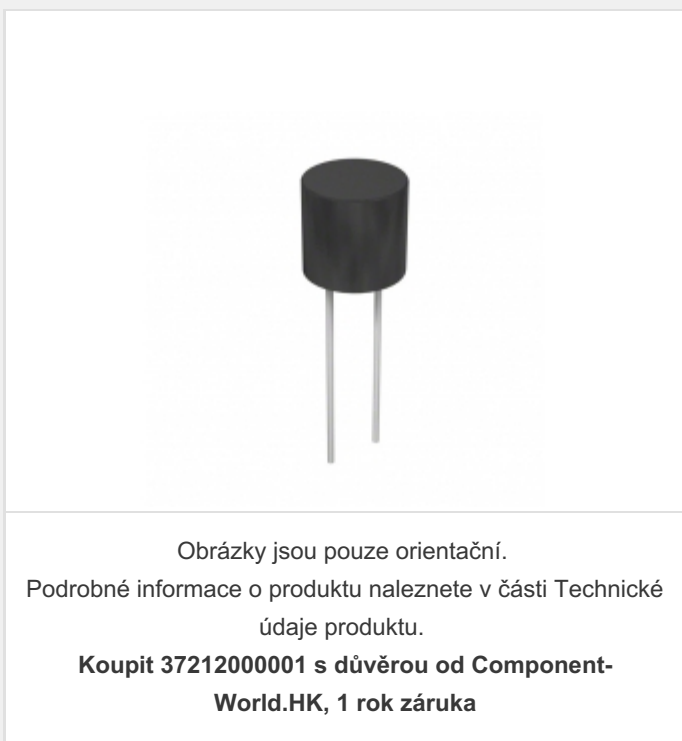 Obrázky jsou pouze orientační.
Podrobné informace o produktu naleznete v části Technické
údaje produktu.
Koupit 37212000001 s důvěrou od Component-
World.HK, 1 rok záruka